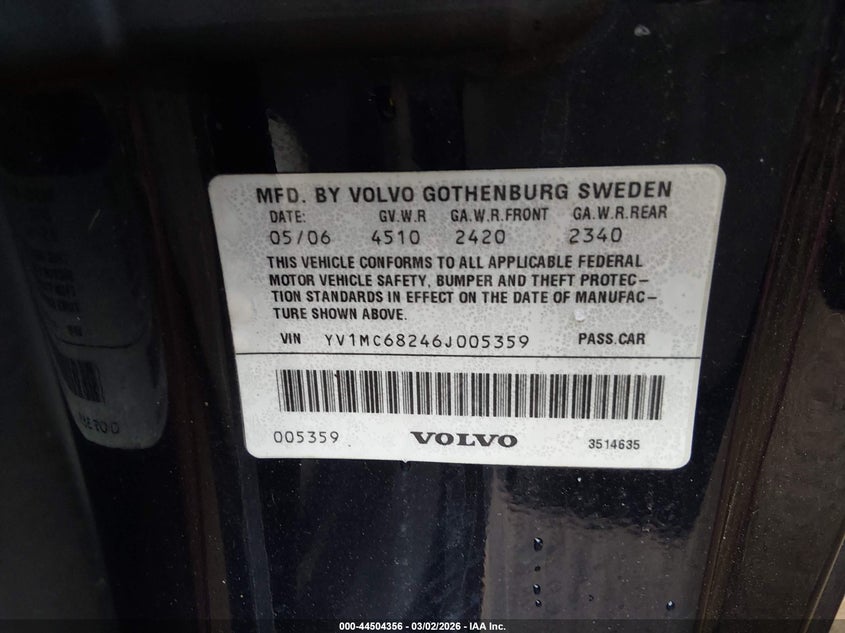 MFD. BY VOLVO GOTHENBURG SWEDEN
DATE: GV.W.R GA.W.R.FRONT GA.W.R.REAR
05/06 4510 2420 2340
THIS VEHICLE CONFORMS TO ALL APPLICABLE FEDERAL
MOTOR VEHICLE SAFETY, BUMPER AND THEFT PROTEC-
TION STANDARDS IN EFFECT ON THE DATE OF MANUFAC-
TURE SHOWN ABOVE.
VIN YV1MC68246J005359 PASS.CAR
005359 VOLVO 3514635
000-44504356 - 03/02/2026 - IAA Inc.